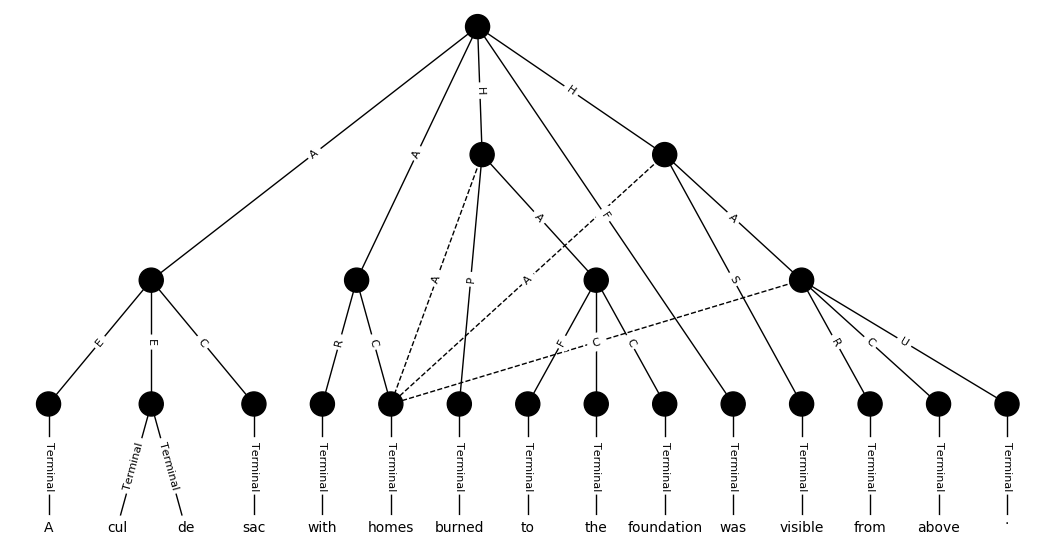 H
H
A
A
F
A
A
A
P
A
S
E
E
C
R
C
F
C
C
R
C
U
Terminal Terminal Terminal Terminal Terminal Terminal Terminal Terminal Terminal Terminal Terminal Terminal Terminal Terminal Terminal
A cul de sac with homes burned to the foundation was visible from above .